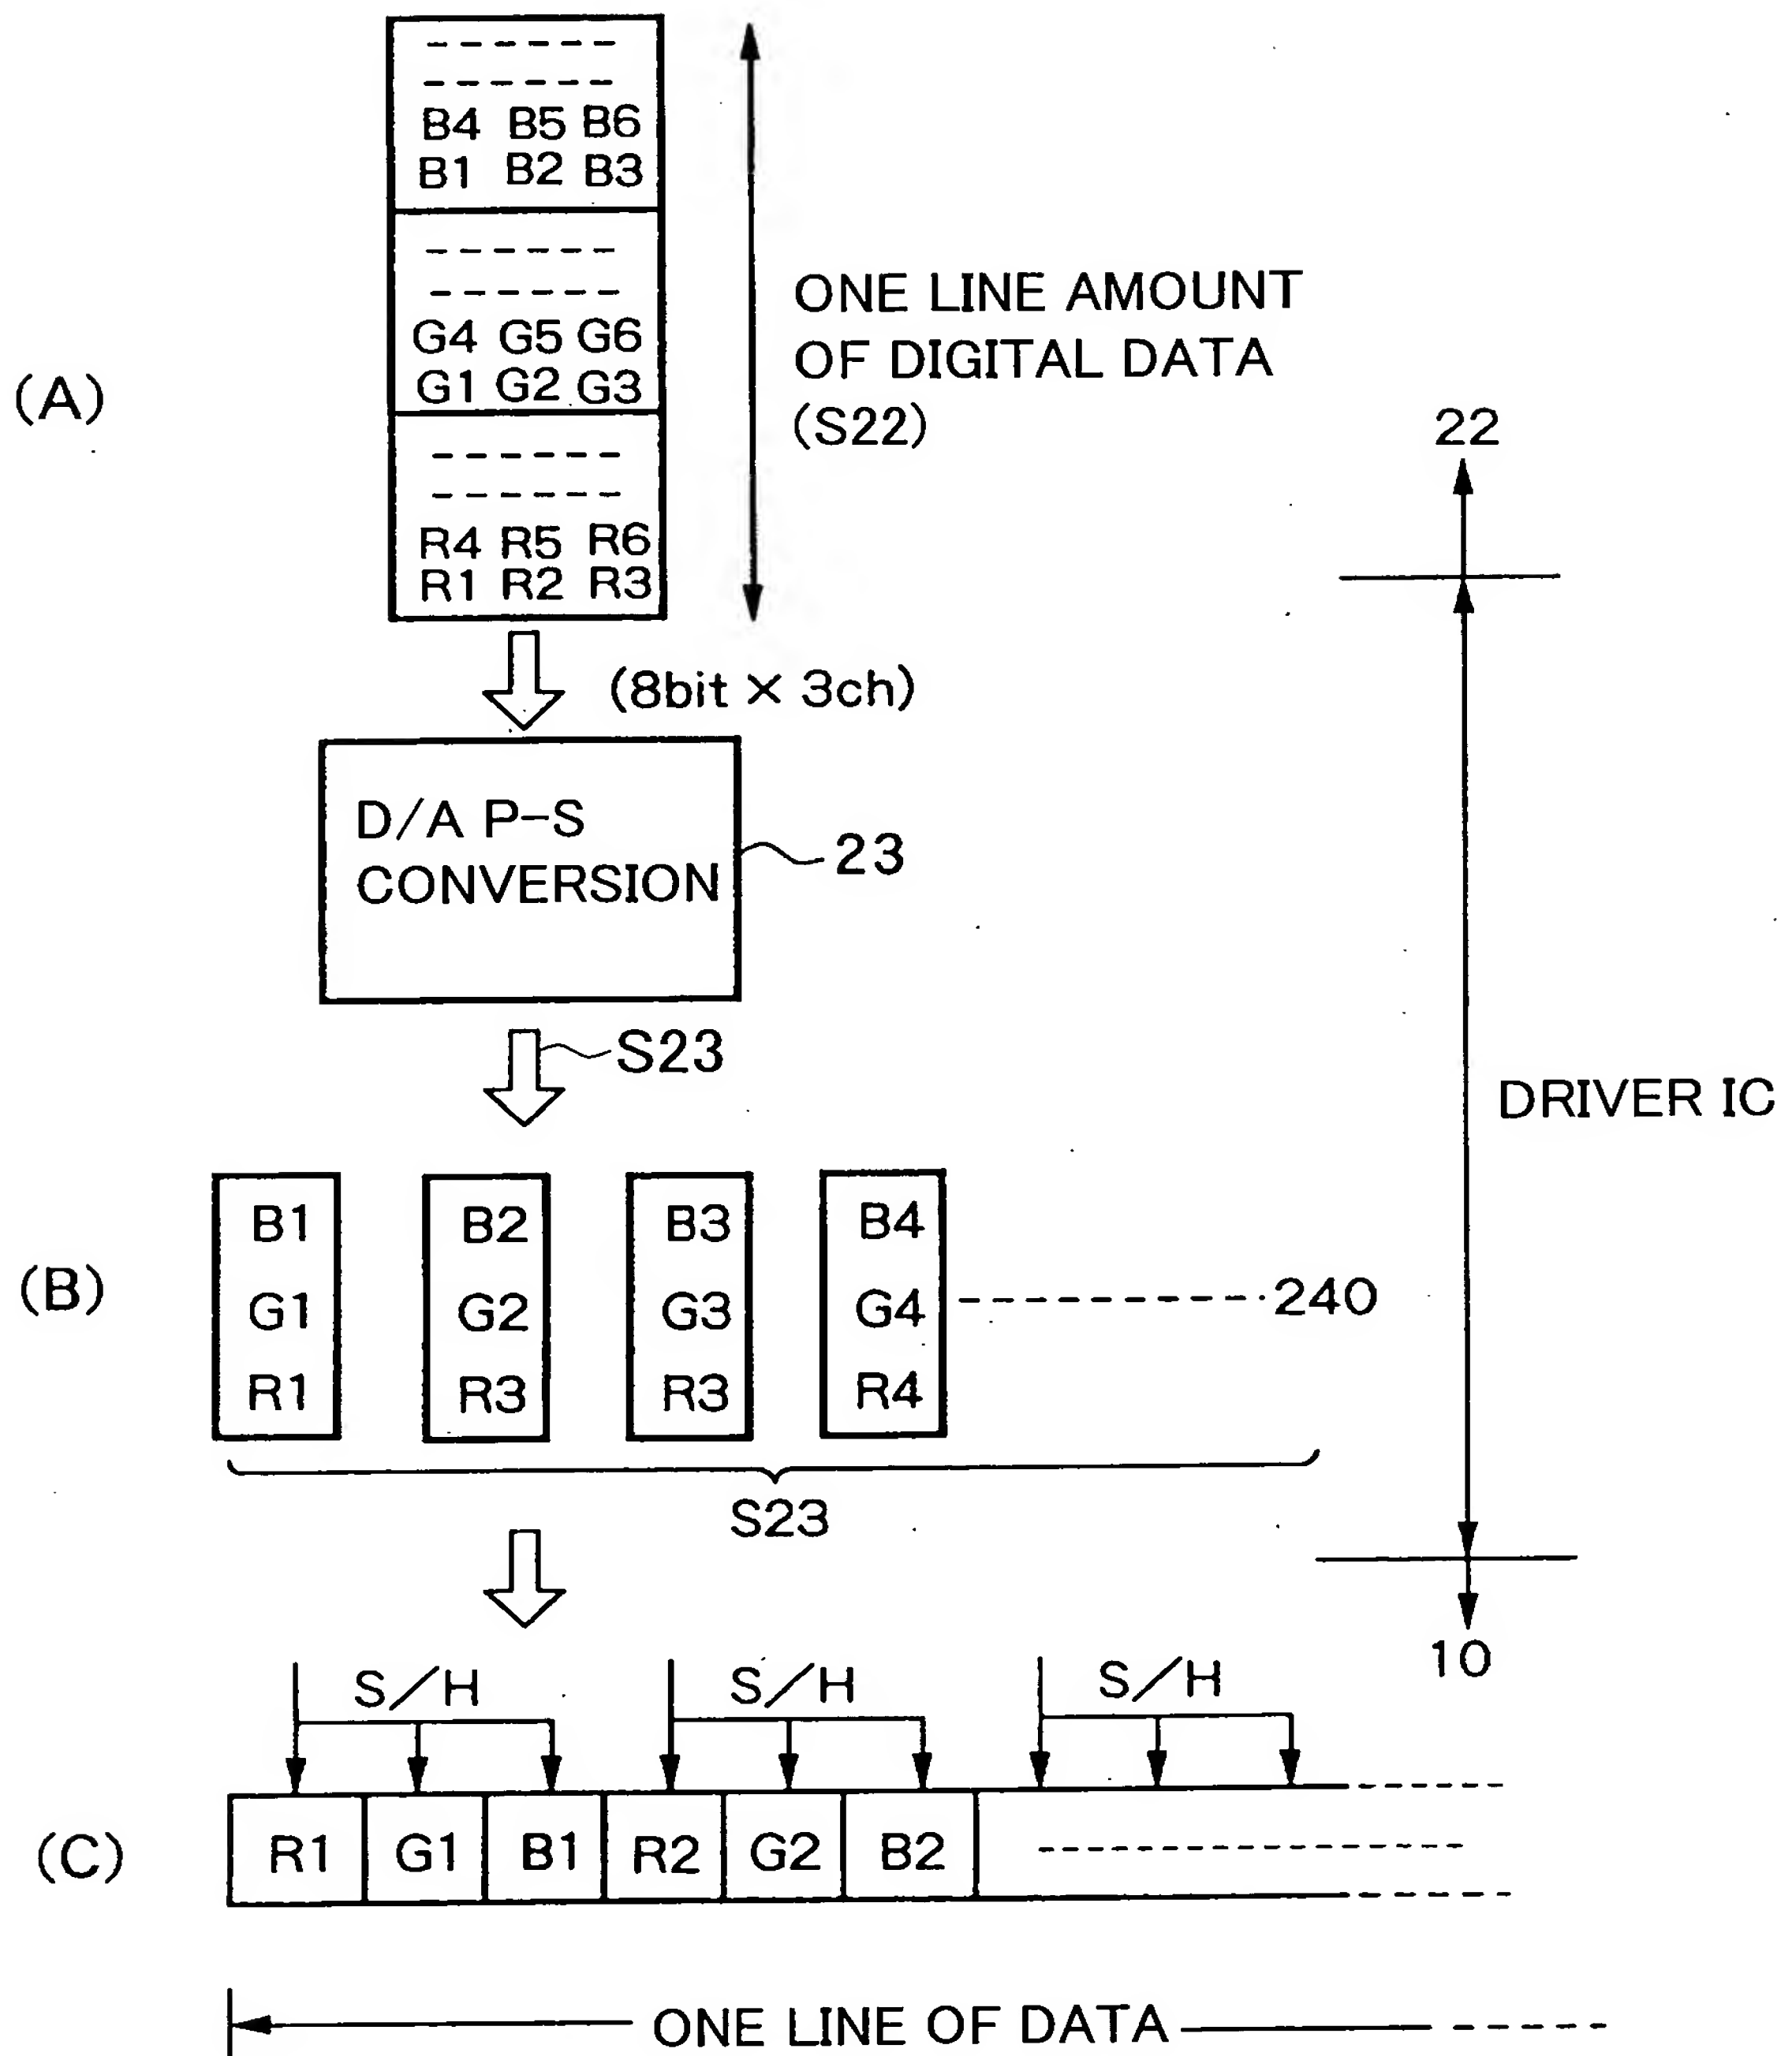 B4 B5 B6
B1 B2 B3
G4 G5 G6
G1 G2 G3
R4 R5 R6
R1 R2 R3
ONE LINE AMOUNT
OF DIGITAL DATA
(S22)
(A)
22
(8bit × 3ch)
D/A P-S
CONVERSION
23
S23
DRIVER IC
B1 B2 B3 B4
(B)
G1 G2 G3 G4 240
R1 R3 R3 R4
S23
10
S/H S/H S/H
(C)
R1 G1 B1 R2 G2 B2
ONE LINE OF DATA